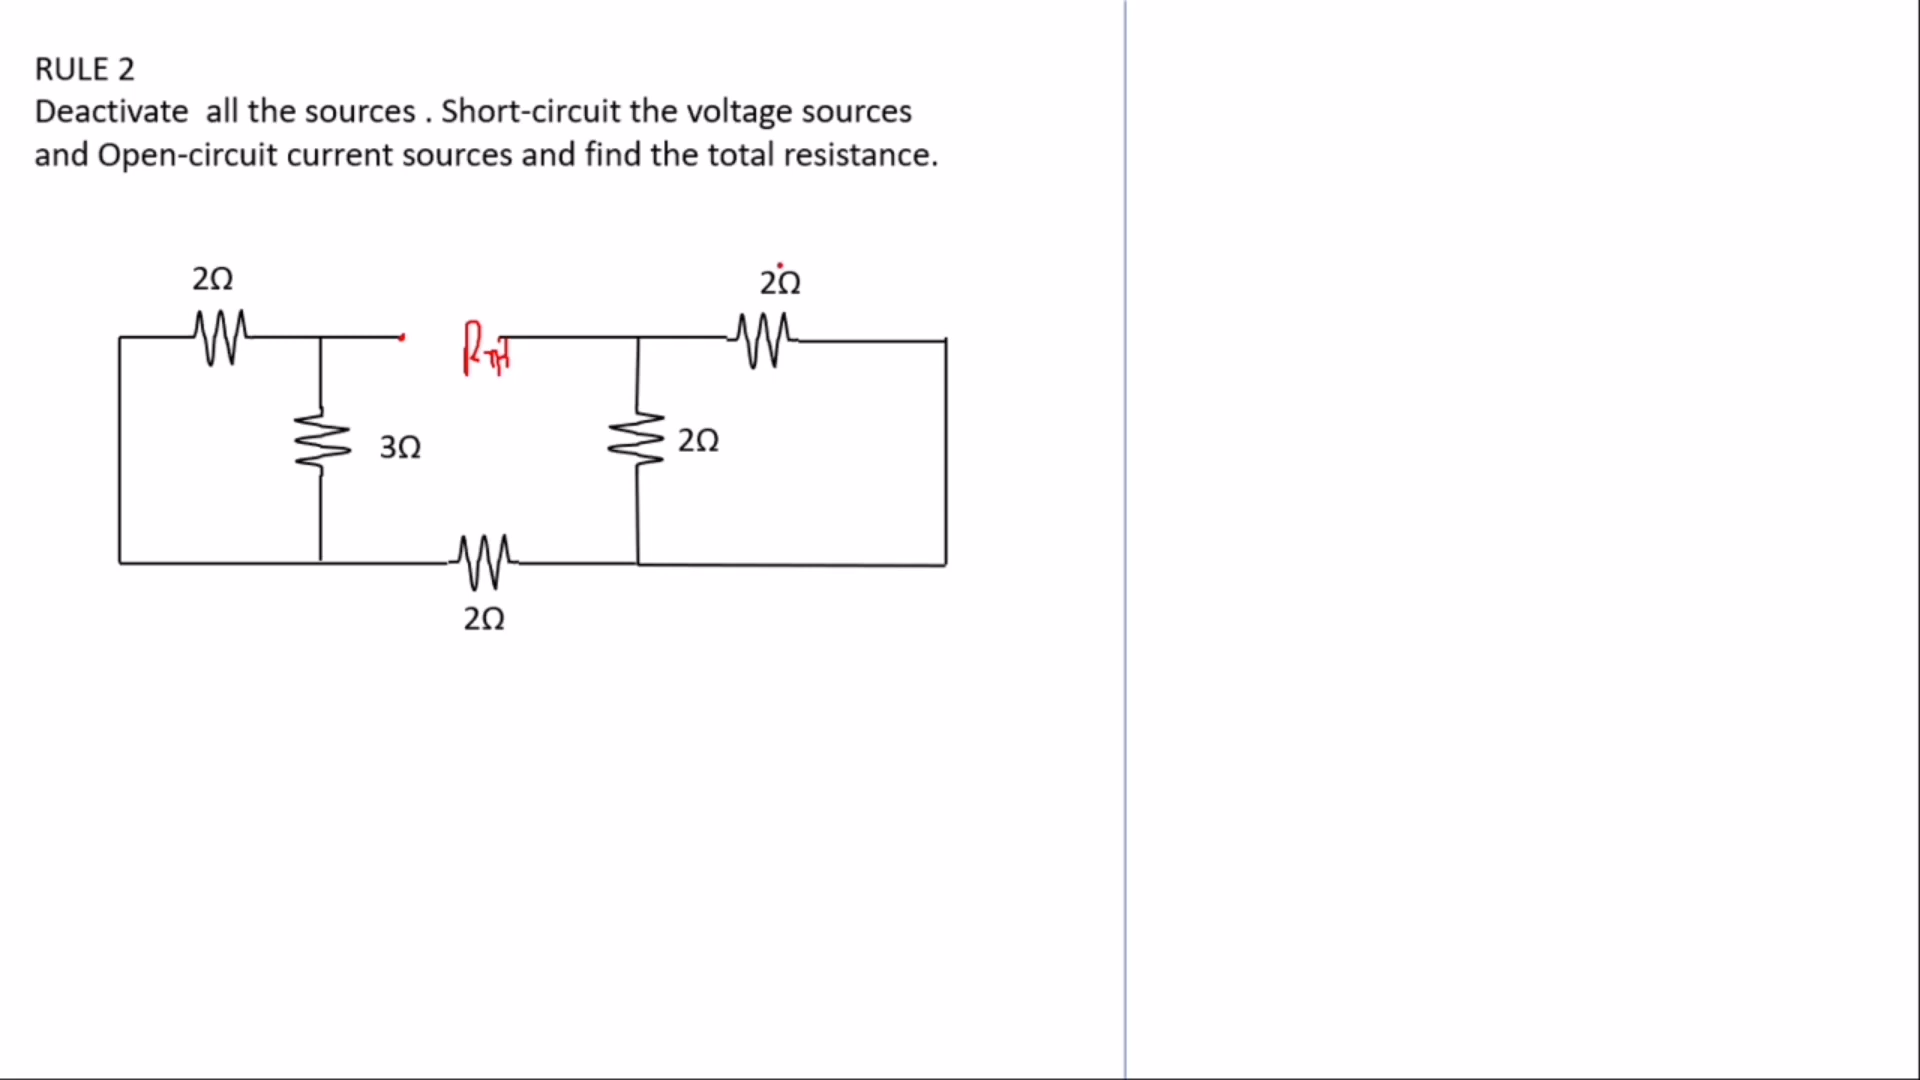 RULE 2
Deactivate all the sources . Short-circuit the voltage sources
and Open-circuit current sources and find the total resistance.
2Ω
2Ω
RTH
3Ω
2Ω
2Ω